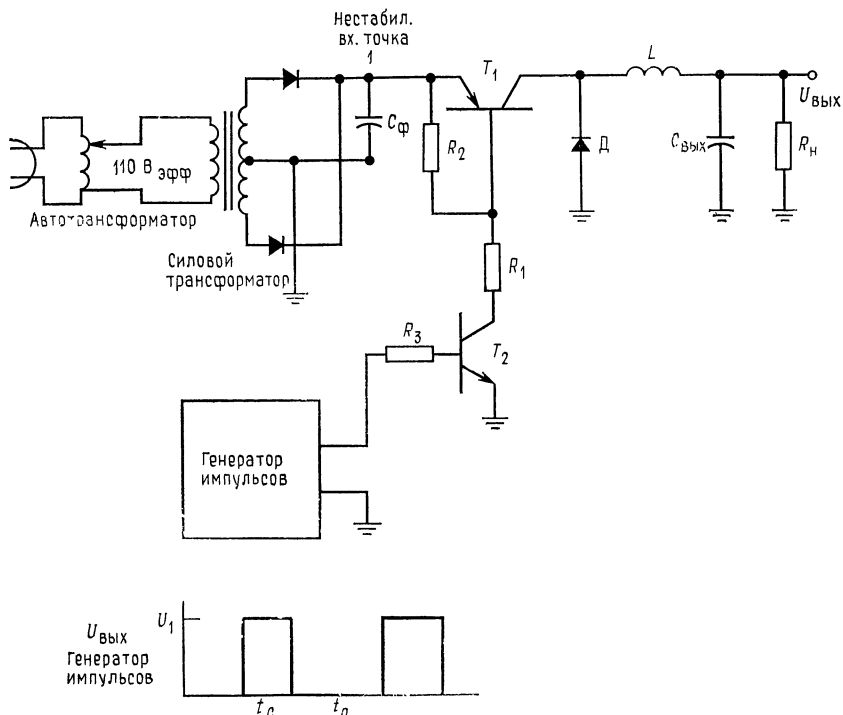 Нестабил.
вх. точка
1
T1
L
Uвых
Cф
R2
Д
Cвых
Rн
110 В эфф
Автотрансформатор
Силовой
трансформатор
R1
R3
T2
Генератор
импульсов
U1
Uвых
Генератор
импульсов